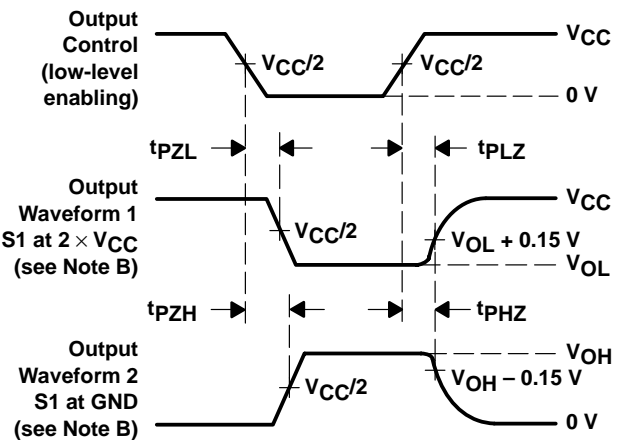 Output
Control
(low-level
enabling)
VCC/2
VCC/2
VCC
0 V
tPZL
tPLZ
Output
Waveform 1
S1 at 2 × VCC
(see Note B)
VCC/2
VCC
VOL + 0.15 V
VOL
tPZH
tPHZ
Output
Waveform 2
S1 at GND
(see Note B)
VCC/2
VOH
VOH – 0.15 V
0 V